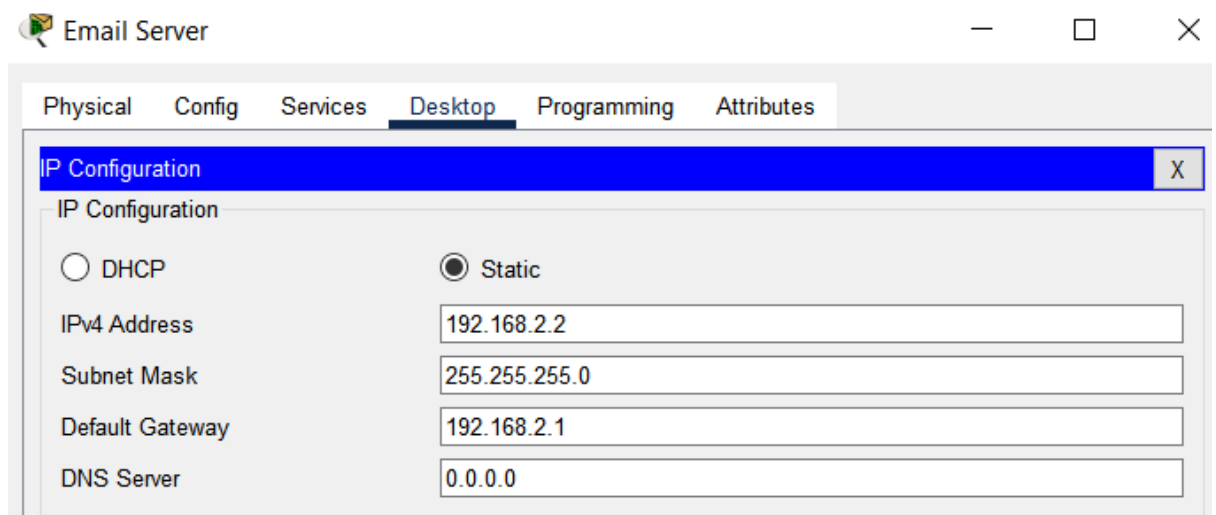 Email Server
Physical Config Services Desktop Programming Attributes
IP Configuration X
IP Configuration
DHCP Static
IPv4 Address 192.168.2.2
Subnet Mask 255.255.255.0
Default Gateway 192.168.2.1
DNS Server 0.0.0.0